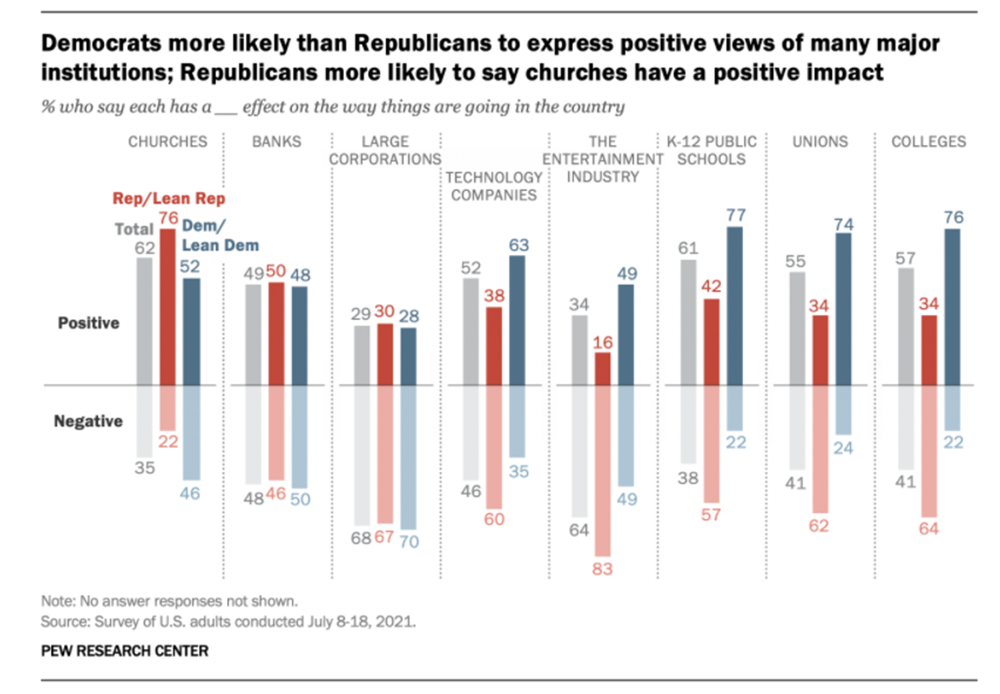 Democrats more likely than Republicans to express positive views of many major
institutions; Republicans more likely to say churches have a positive impact
% who say each has a ___ effect on the way things are going in the country
CHURCHES
BANKS
LARGE
CORPORATIONS
TECHNOLOGY
COMPANIES
THE
ENTERTAINMENT
INDUSTRY
K-12 PUBLIC
SCHOOLS
UNIONS
COLLEGES
Rep/Lean Rep
Total
Dem/
Lean Dem
Positive
62 76 52
49 50 48
29 30 28
52 38 63
34 16 49
61 42 77
55 34 74
57 34 76
Negative
35 22 46
48 46 50
68 67 70
46 60 35
64 83 49
38 57 22
41 62 24
41 64 22
Note: No answer responses not shown.
Source: Survey of U.S. adults conducted July 8-18, 2021.
PEW RESEARCH CENTER